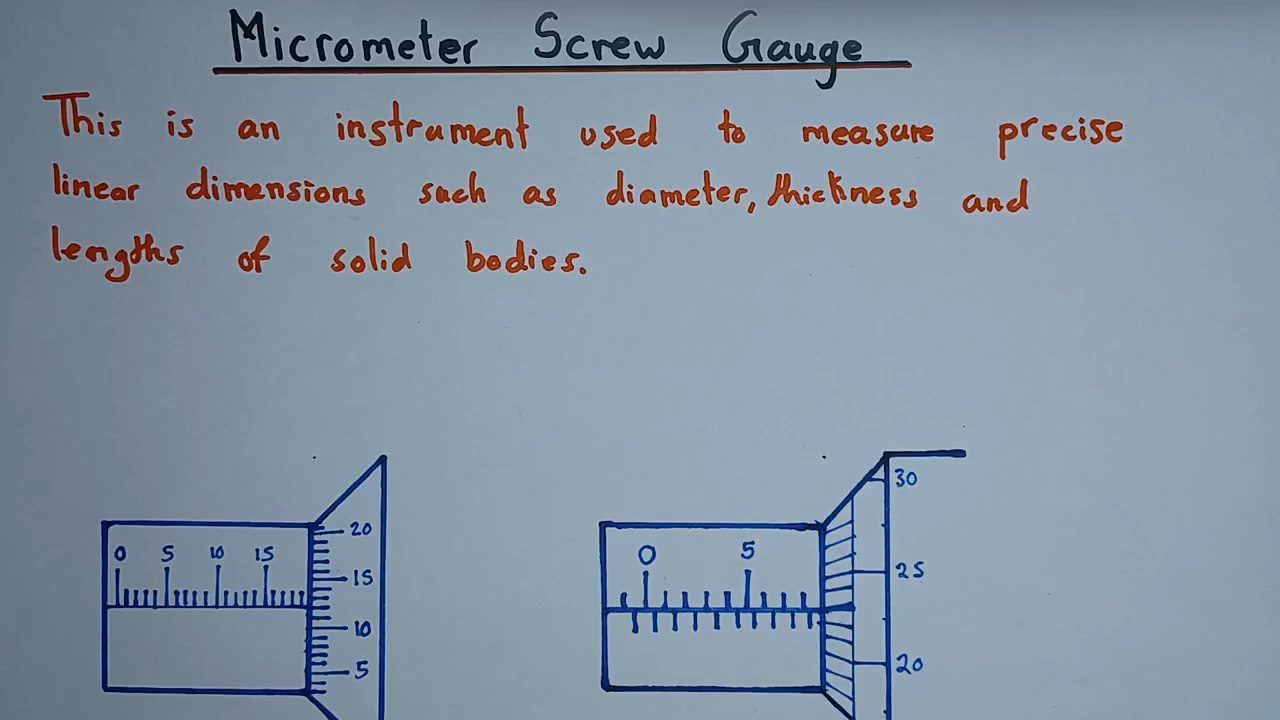 Micrometer Screw Gauge
This is an instrument used to measure precise
linear dimensions such as diameter, thickness and
lengths of solid bodies.
0 5 10 15
20
15
10
5
0 5
30
25
20